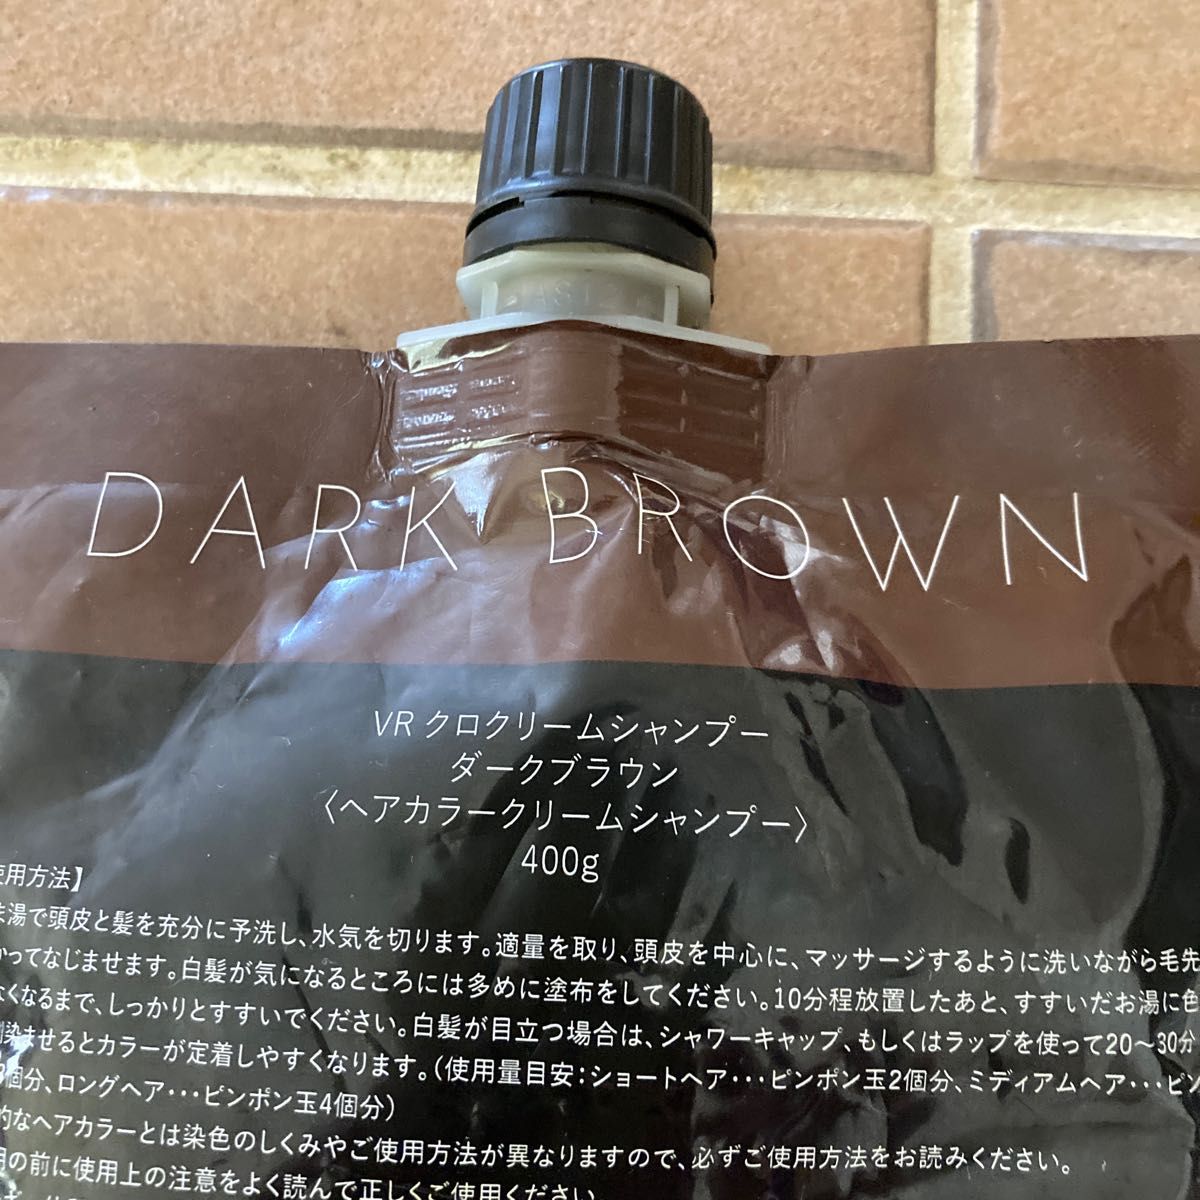 DARK BROWN
VR クロクリームシャンプー
ダークブラウン
〈ヘアカラークリームシャンプー〉
400g
使用方法】
湯で頭皮と髪を充分に予洗し、水気を切ります。適量を取り、頭皮を中心に、マッサージするように洗いながら毛先
かってなじませます。白髪が気になるところには多めに塗布をしてください。10分程放置したあと、すすいだお湯に色
なくなるまで、しっかりとすすいでください。白髪が目立つ場合は、シャワーキャップ、もしくはラップを使って20〜30分
染ませるとカラーが定着しやすくなります。(使用量目安:ショートヘア・・・ピンポン玉2個分、ミディアムヘア・・・ピン
個分、ロングヘア・・・ピンポン玉4個分)
的なヘアカラーとは染色のしくみやご使用方法が異なりますので、必ずご使用方法をお読みください。
用の前に使用上の注意をよく読んで正しくご使用ください